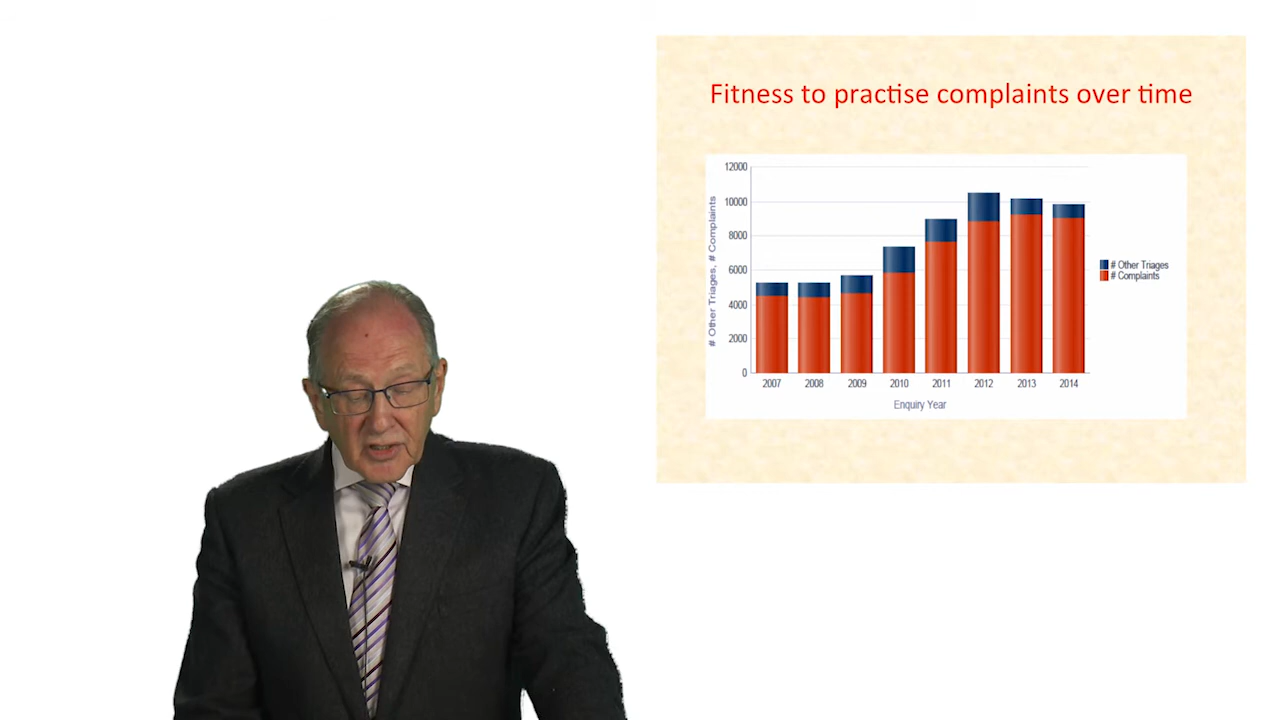 Fitness to practise complaints over time
12000
10000
8000
6000
4000
2000
0
# Other Triages, # Complaints
2007 2008 2009 2010 2011 2012 2013 2014
Enquiry Year
# Other Triages
# Complaints